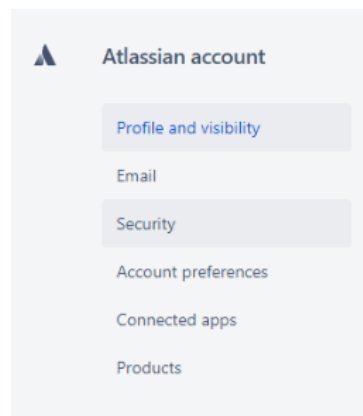 Atlassian account
Profile and visibility
Email
Security
Account preferences
Connected apps
Products